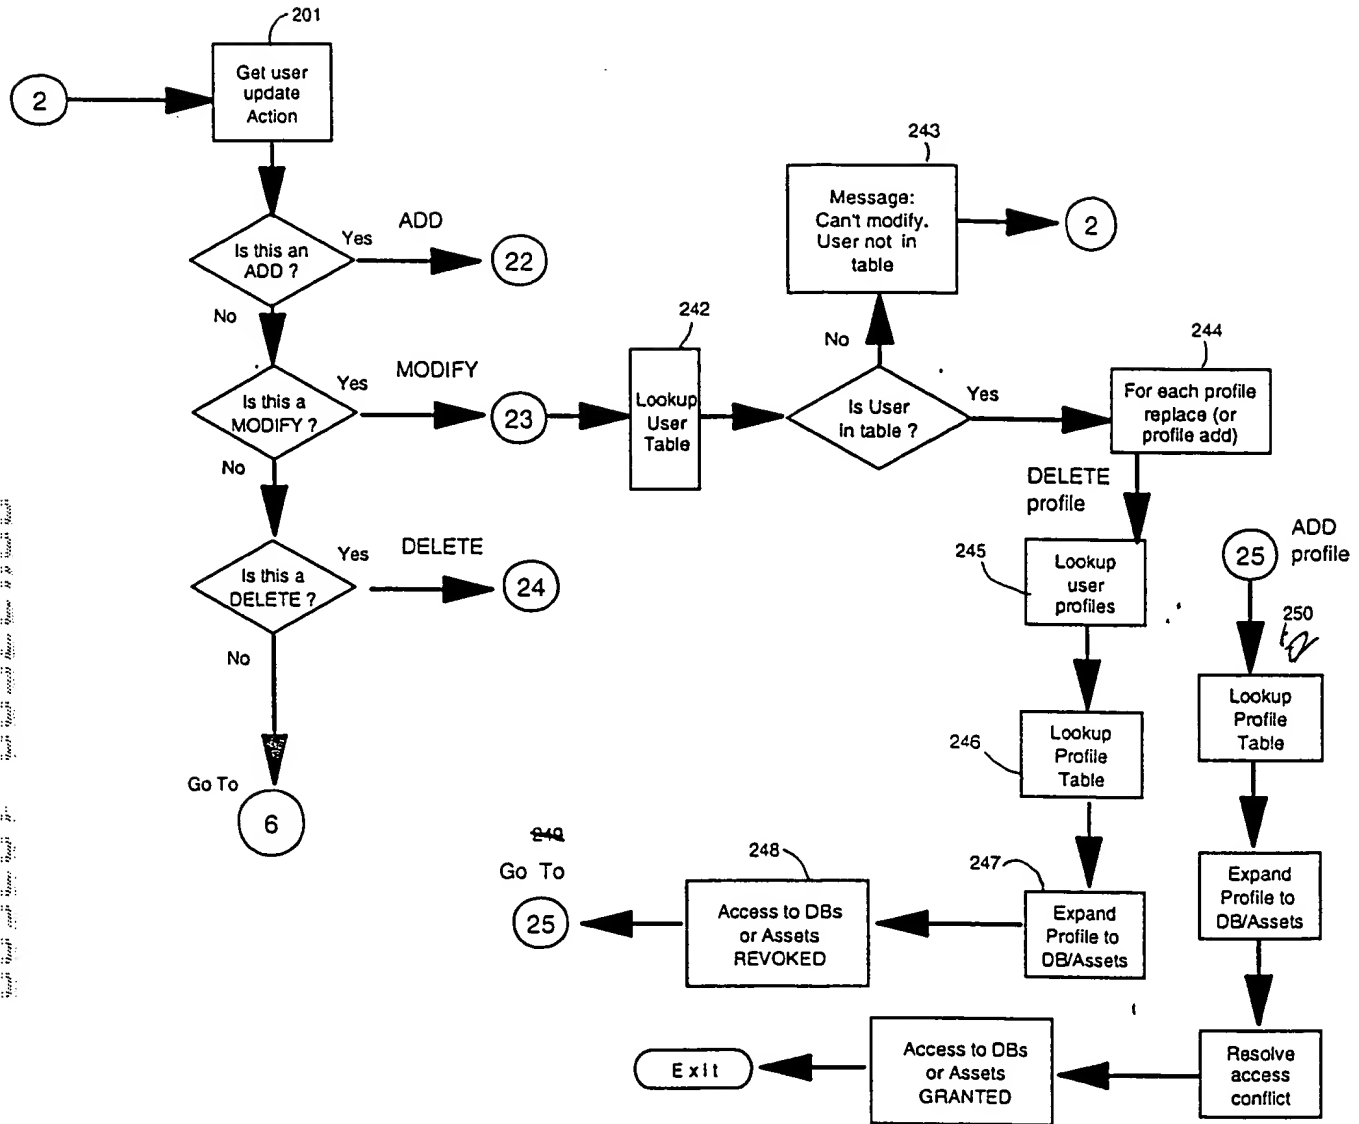 201
Get user
update
Action
2
Is this an
ADD ?
Yes
ADD
22
No
Is this a
MODIFY ?
Yes
MODIFY
23
No
Is this a
DELETE ?
Yes
DELETE
24
No
Go To
6
242
Lookup
User
Table
Is User
In table ?
No
243
Message:
Can't modify.
User not in
table
2
Yes
244
For each profile
replace (or
profile add)
DELETE
profile
245
Lookup
user
profiles
246
Lookup
Profile
Table
247
Expand
Profile to
DB/Assets
248
Access to DBs
or Assets
REVOKED
249
Go To
25
25
ADD
profile
250
Lookup
Profile
Table
Expand
Profile to
DB/Assets
Resolve
access
conflict
Access to DBs
or Assets
GRANTED
Exit